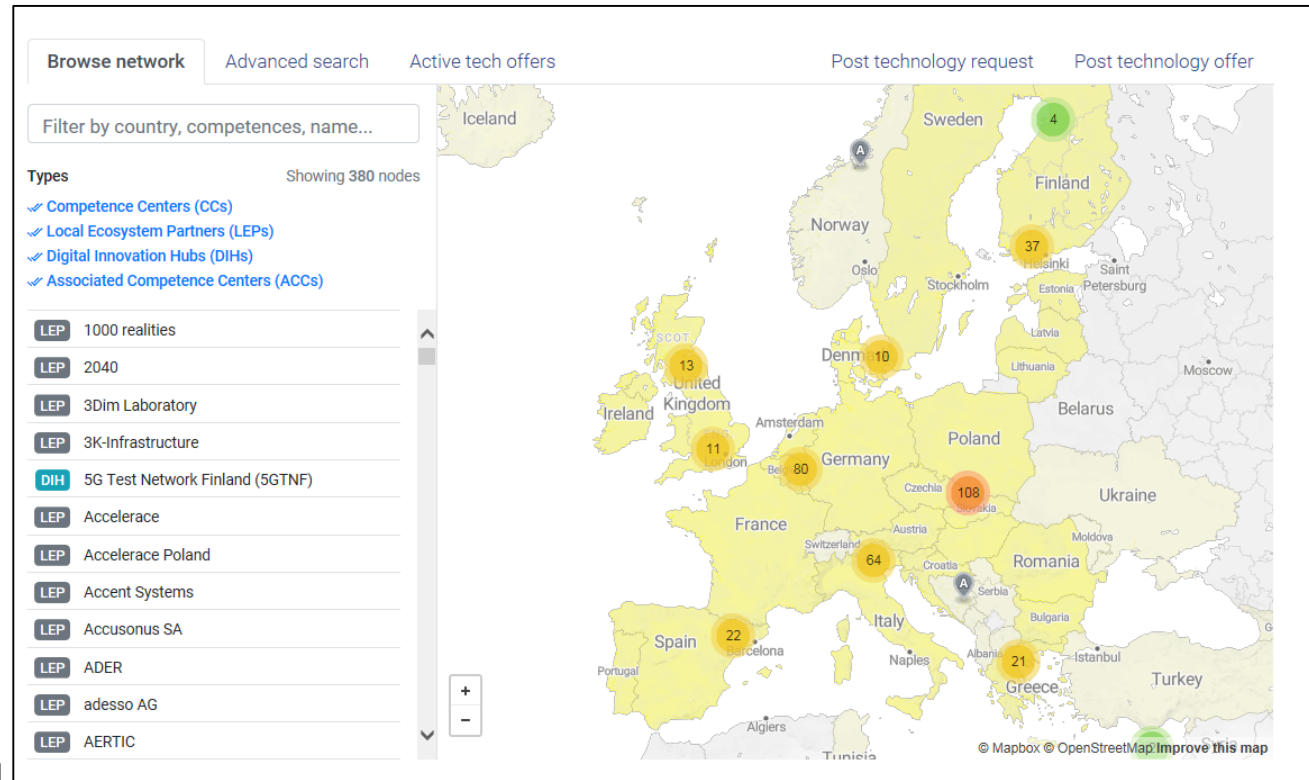 Browse network
Advanced search
Active tech offers
Post technology request
Post technology offer
Filter by country, competences, name...
Types
Showing 380 nodes
Competence Centers (CCs)
Local Ecosystem Partners (LEPs)
Digital Innovation Hubs (DIHs)
Associated Competence Centers (ACCs)
LEP 1000 realities
LEP 2040
LEP 3Dim Laboratory
LEP 3K-Infrastructure
DIH 5G Test Network Finland (5GTNF)
LEP Accelerace
LEP Accelerace Poland
LEP Accent Systems
LEP Accusonus SA
LEP ADER
LEP adesso AG
LEP AERTIC
Iceland
Sweden
4
A
Finland
Norway
37
Helsinki
Oslo
Saint
Petersburg
Stockholm
Estonia
SCOT.
Latvia
13
Denm
10
Lithuania
Moscow
United
Kingdom
Ireland
Belarus
Amsterdam
11
London
Poland
80
Germany
Czechia
108
Ukraine
France
Austria
Moldova
Switzerland
64
Croatia
Romania
A
Serbia
Bulgaria
Italy
22
Spain
Barcelona
Naples
Albania
21
Istanbul
Portugal
Greece
Turkey
+
−
Algiers
Tunisia
© Mapbox © OpenStreetMap Improve this map